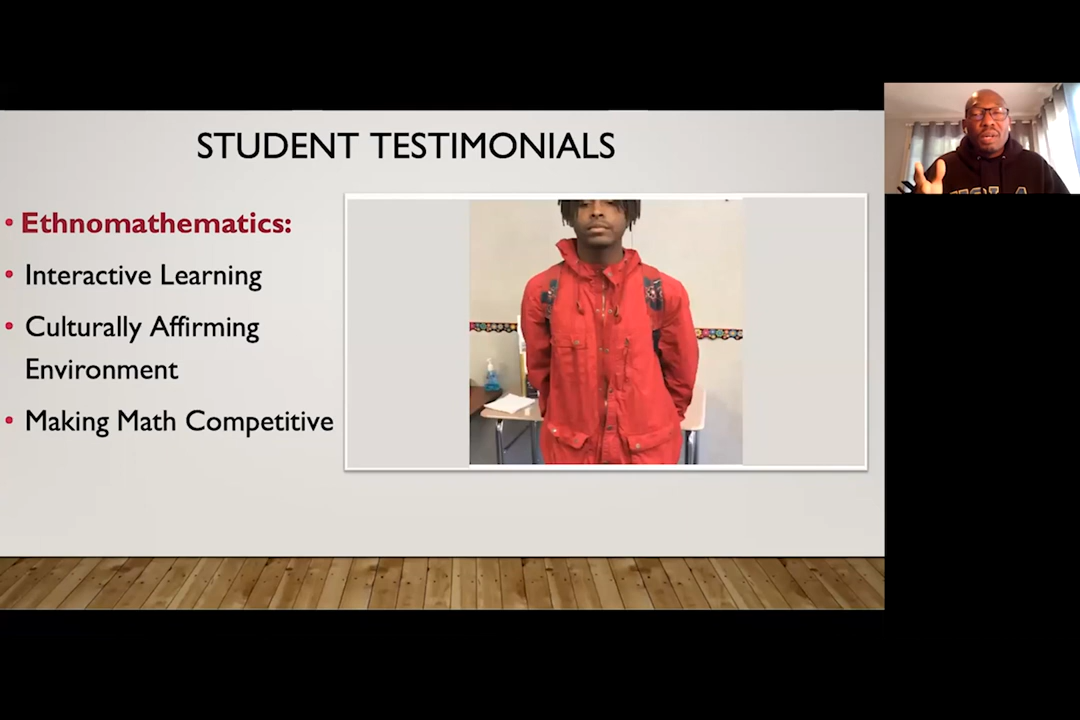 STUDENT TESTIMONIALS
• Ethnomathematics:
• Interactive Learning
• Culturally Affirming
Environment
• Making Math Competitive